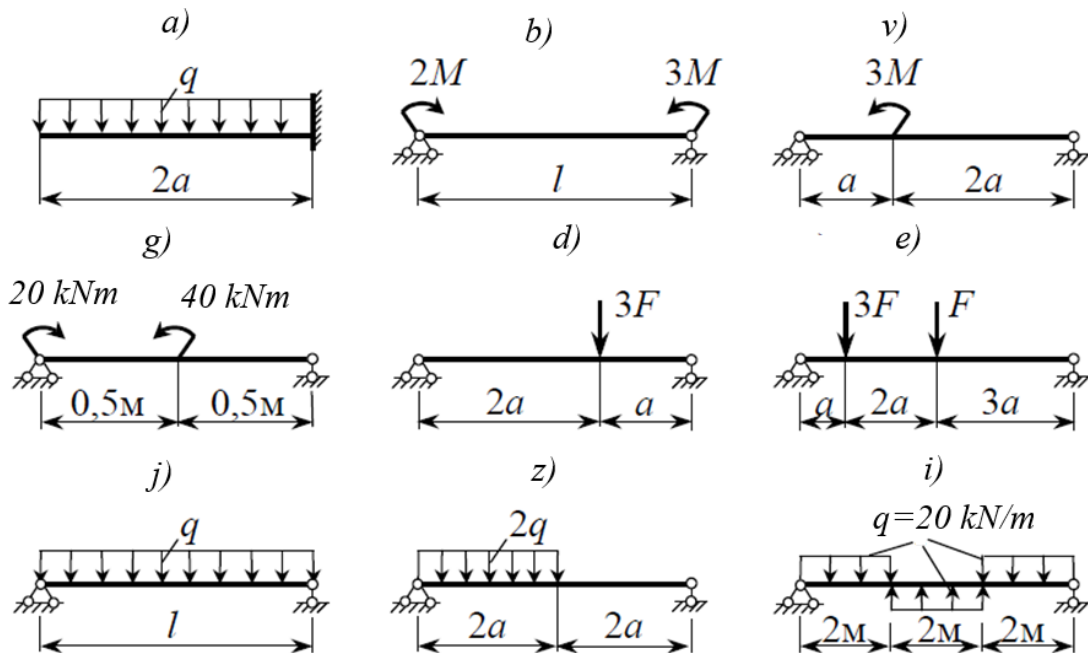 a)
b)
v)
q
2a
2M
3M
l
3M
a
2a
g)
d)
e)
20 kNm
40 kNm
0,5м
0,5м
3F
2a
a
3F
F
a
2a
3a
j)
z)
i)
q
l
2q
2a
2a
q=20 kN/m
2м
2м
2м